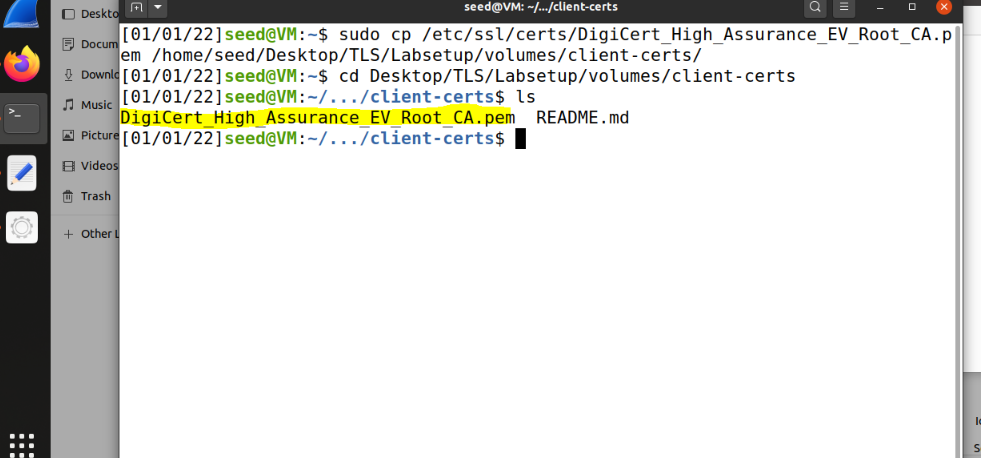 seed@VM: ~/.../client-certs
Deskto
Docum
Downlo
Music
Picture
Videos
Trash
+ Other L
[01/01/22]seed@VM:~$ sudo cp /etc/ssl/certs/DigiCert_High_Assurance_EV_Root_CA.p
em /home/seed/Desktop/TLS/Labsetup/volumes/client-certs/
[01/01/22]seed@VM:~$ cd Desktop/TLS/Labsetup/volumes/client-certs
[01/01/22]seed@VM:~/.../client-certs$ ls
DigiCert_High_Assurance_EV_Root_CA.pem  README.md
[01/01/22]seed@VM:~/.../client-certs$
>_